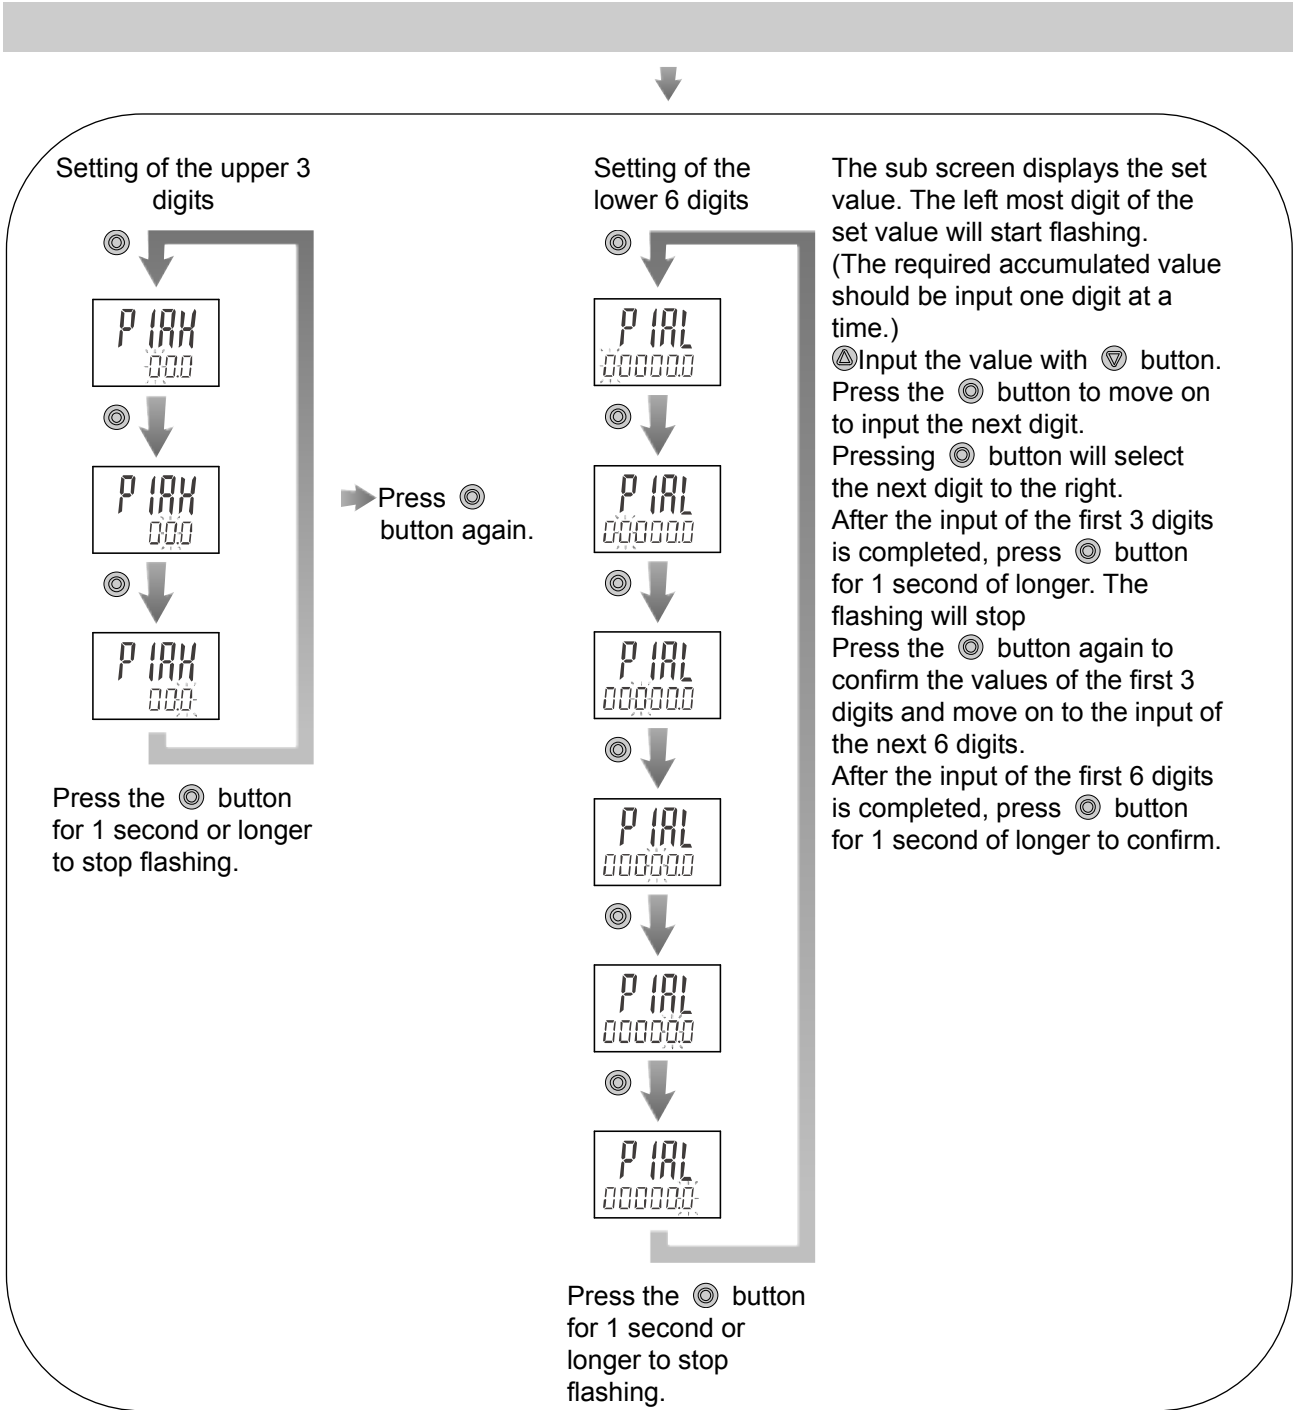 Setting of the upper 3
digits
P1AH
00.0
P1AH
00.0
P1AH
00.0
Press the button
for 1 second or longer
to stop flashing.
Press
button again.
Setting of the
lower 6 digits
P1AL
00000.0
P1AL
00000.0
P1AL
00000.0
P1AL
00000.0
P1AL
00000.0
P1AL
00000.0
Press the button
for 1 second or
longer to stop
flashing.
The sub screen displays the set
value. The left most digit of the
set value will start flashing.
(The required accumulated value
should be input one digit at a
time.)
Input the value with button.
Press the button to move on
to input the next digit.
Pressing button will select
the next digit to the right.
After the input of the first 3 digits
is completed, press button
for 1 second of longer. The
flashing will stop
Press the button again to
confirm the values of the first 3
digits and move on to the input of
the next 6 digits.
After the input of the first 6 digits
is completed, press button
for 1 second of longer to confirm.